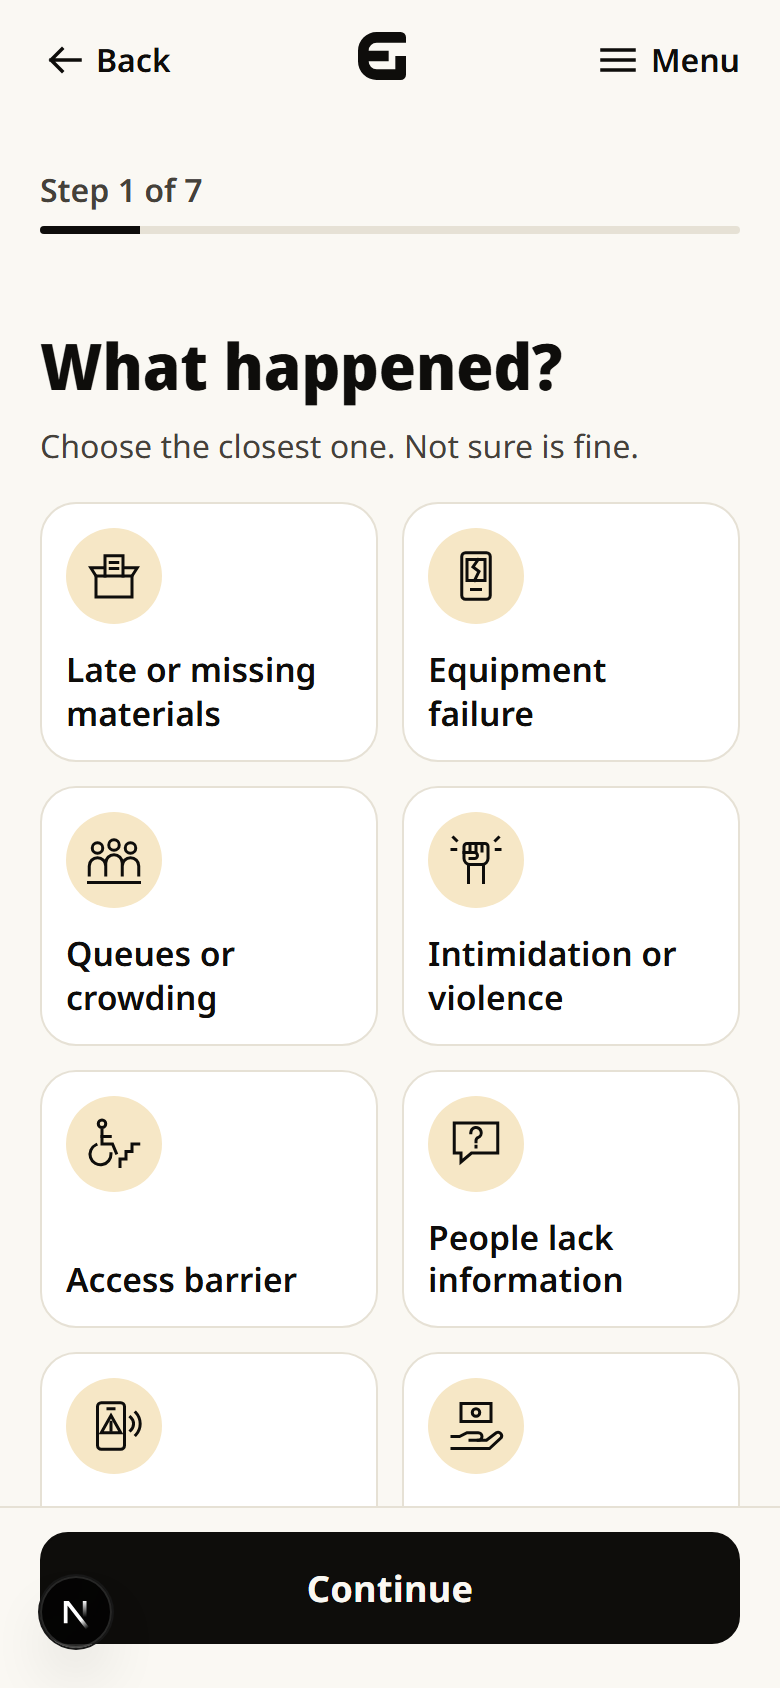 Back
Menu
Step 1 of 7
What happened?
Choose the closest one. Not sure is fine.
Late or missing
materials
Equipment
failure
Queues or
crowding
Intimidation or
violence
Access barrier
People lack
information
Continue
N